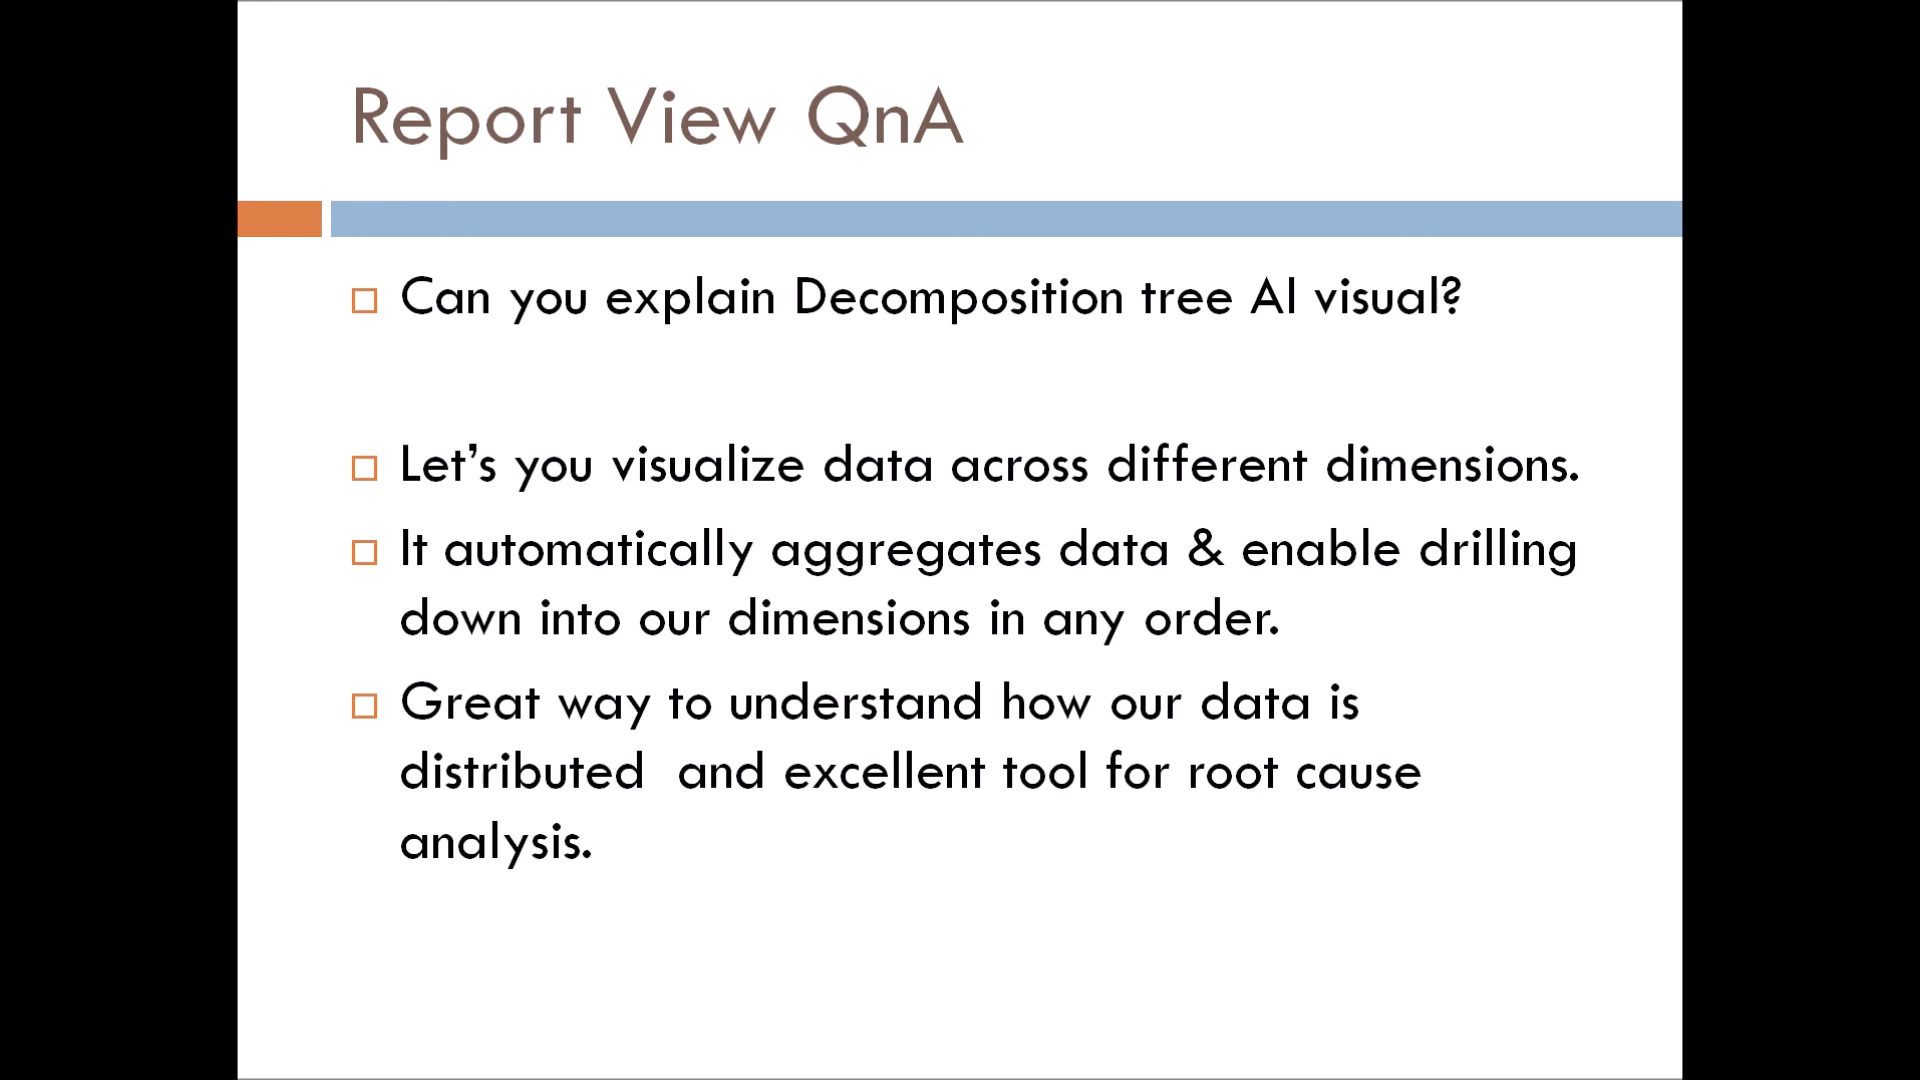 Report View QnA
Can you explain Decomposition tree AI visual?
Let’s you visualize data across different dimensions.
It automatically aggregates data & enable drilling
down into our dimensions in any order.
Great way to understand how our data is
distributed  and excellent tool for root cause
analysis.